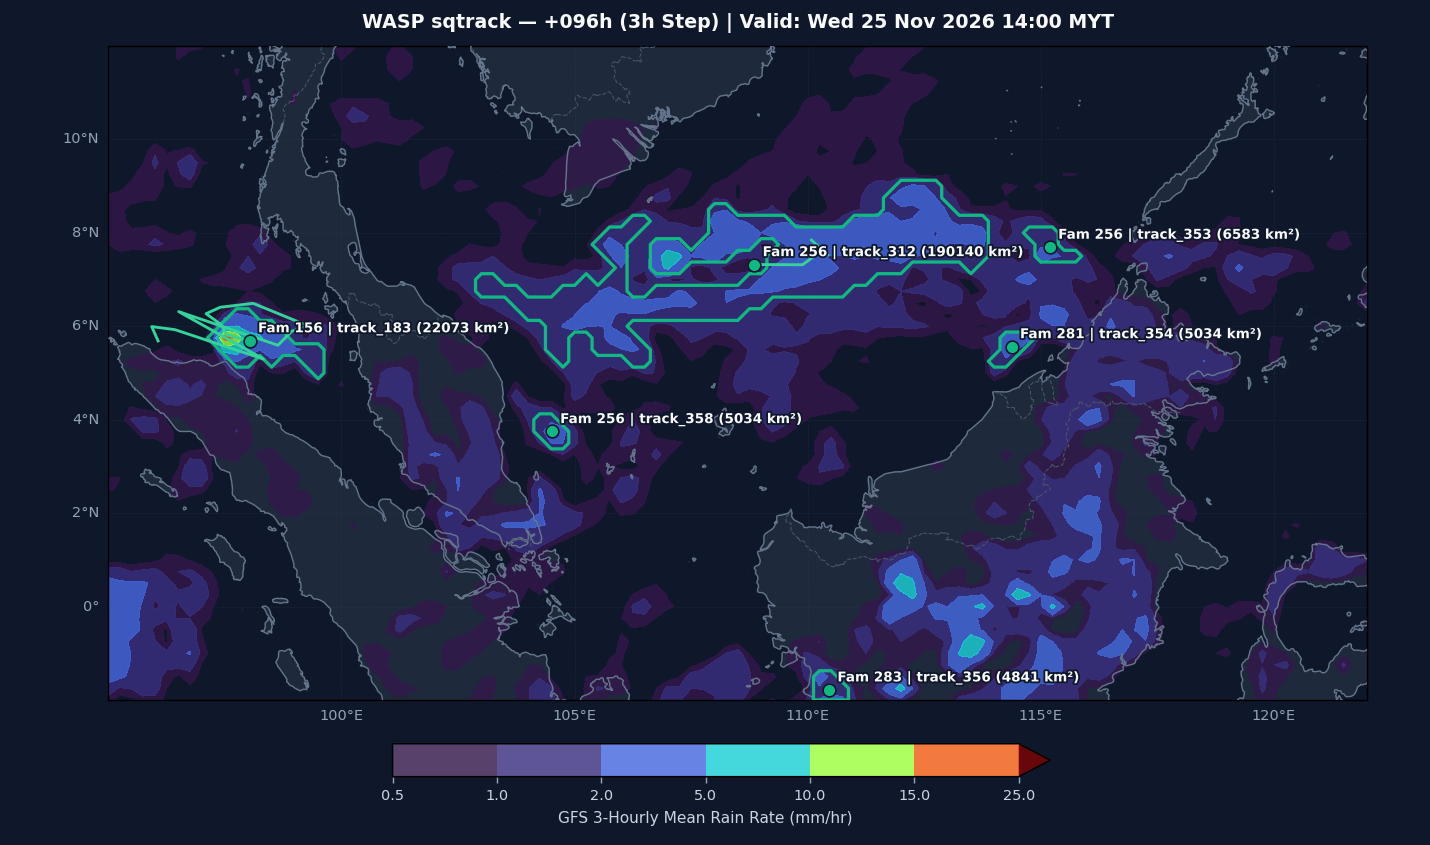 WASP sqtrack — +096h (3h Step) | Valid: Wed 25 Nov 2026 14:00 MYT
10°N
8°N
6°N
4°N
2°N
0°
Fam 256 | track_353 (6583 km²)
Fam 256 | track_312 (190140 km²)
Fam 156 | track_183 (22073 km²)
Fam 281 | track_354 (5034 km²)
Fam 256 | track_358 (5034 km²)
Fam 283 | track_356 (4841 km²)
100°E 105°E 110°E 115°E 120°E
0.5 1.0 2.0 5.0 10.0 15.0 25.0
GFS 3-Hourly Mean Rain Rate (mm/hr)